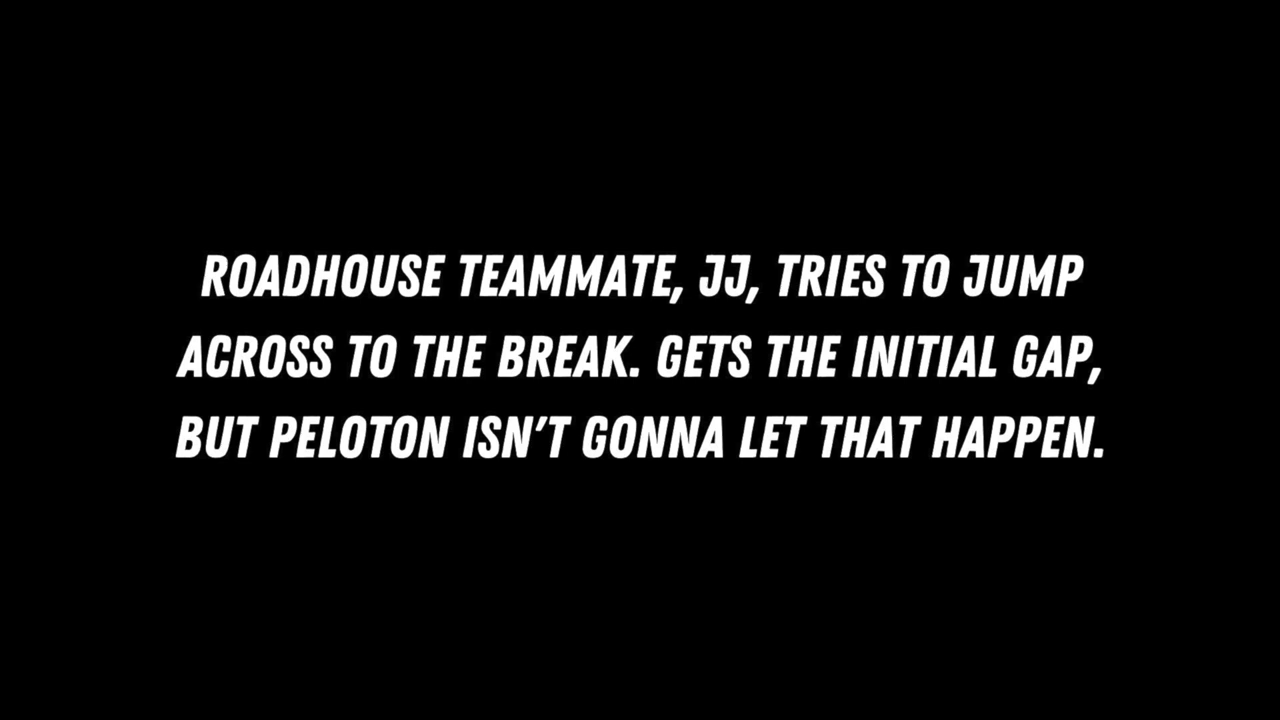 ROADHOUSE TEAMMATE, JJ, TRIES TO JUMP
ACROSS TO THE BREAK. GETS THE INITIAL GAP,
BUT PELOTON ISN'T GONNA LET THAT HAPPEN.